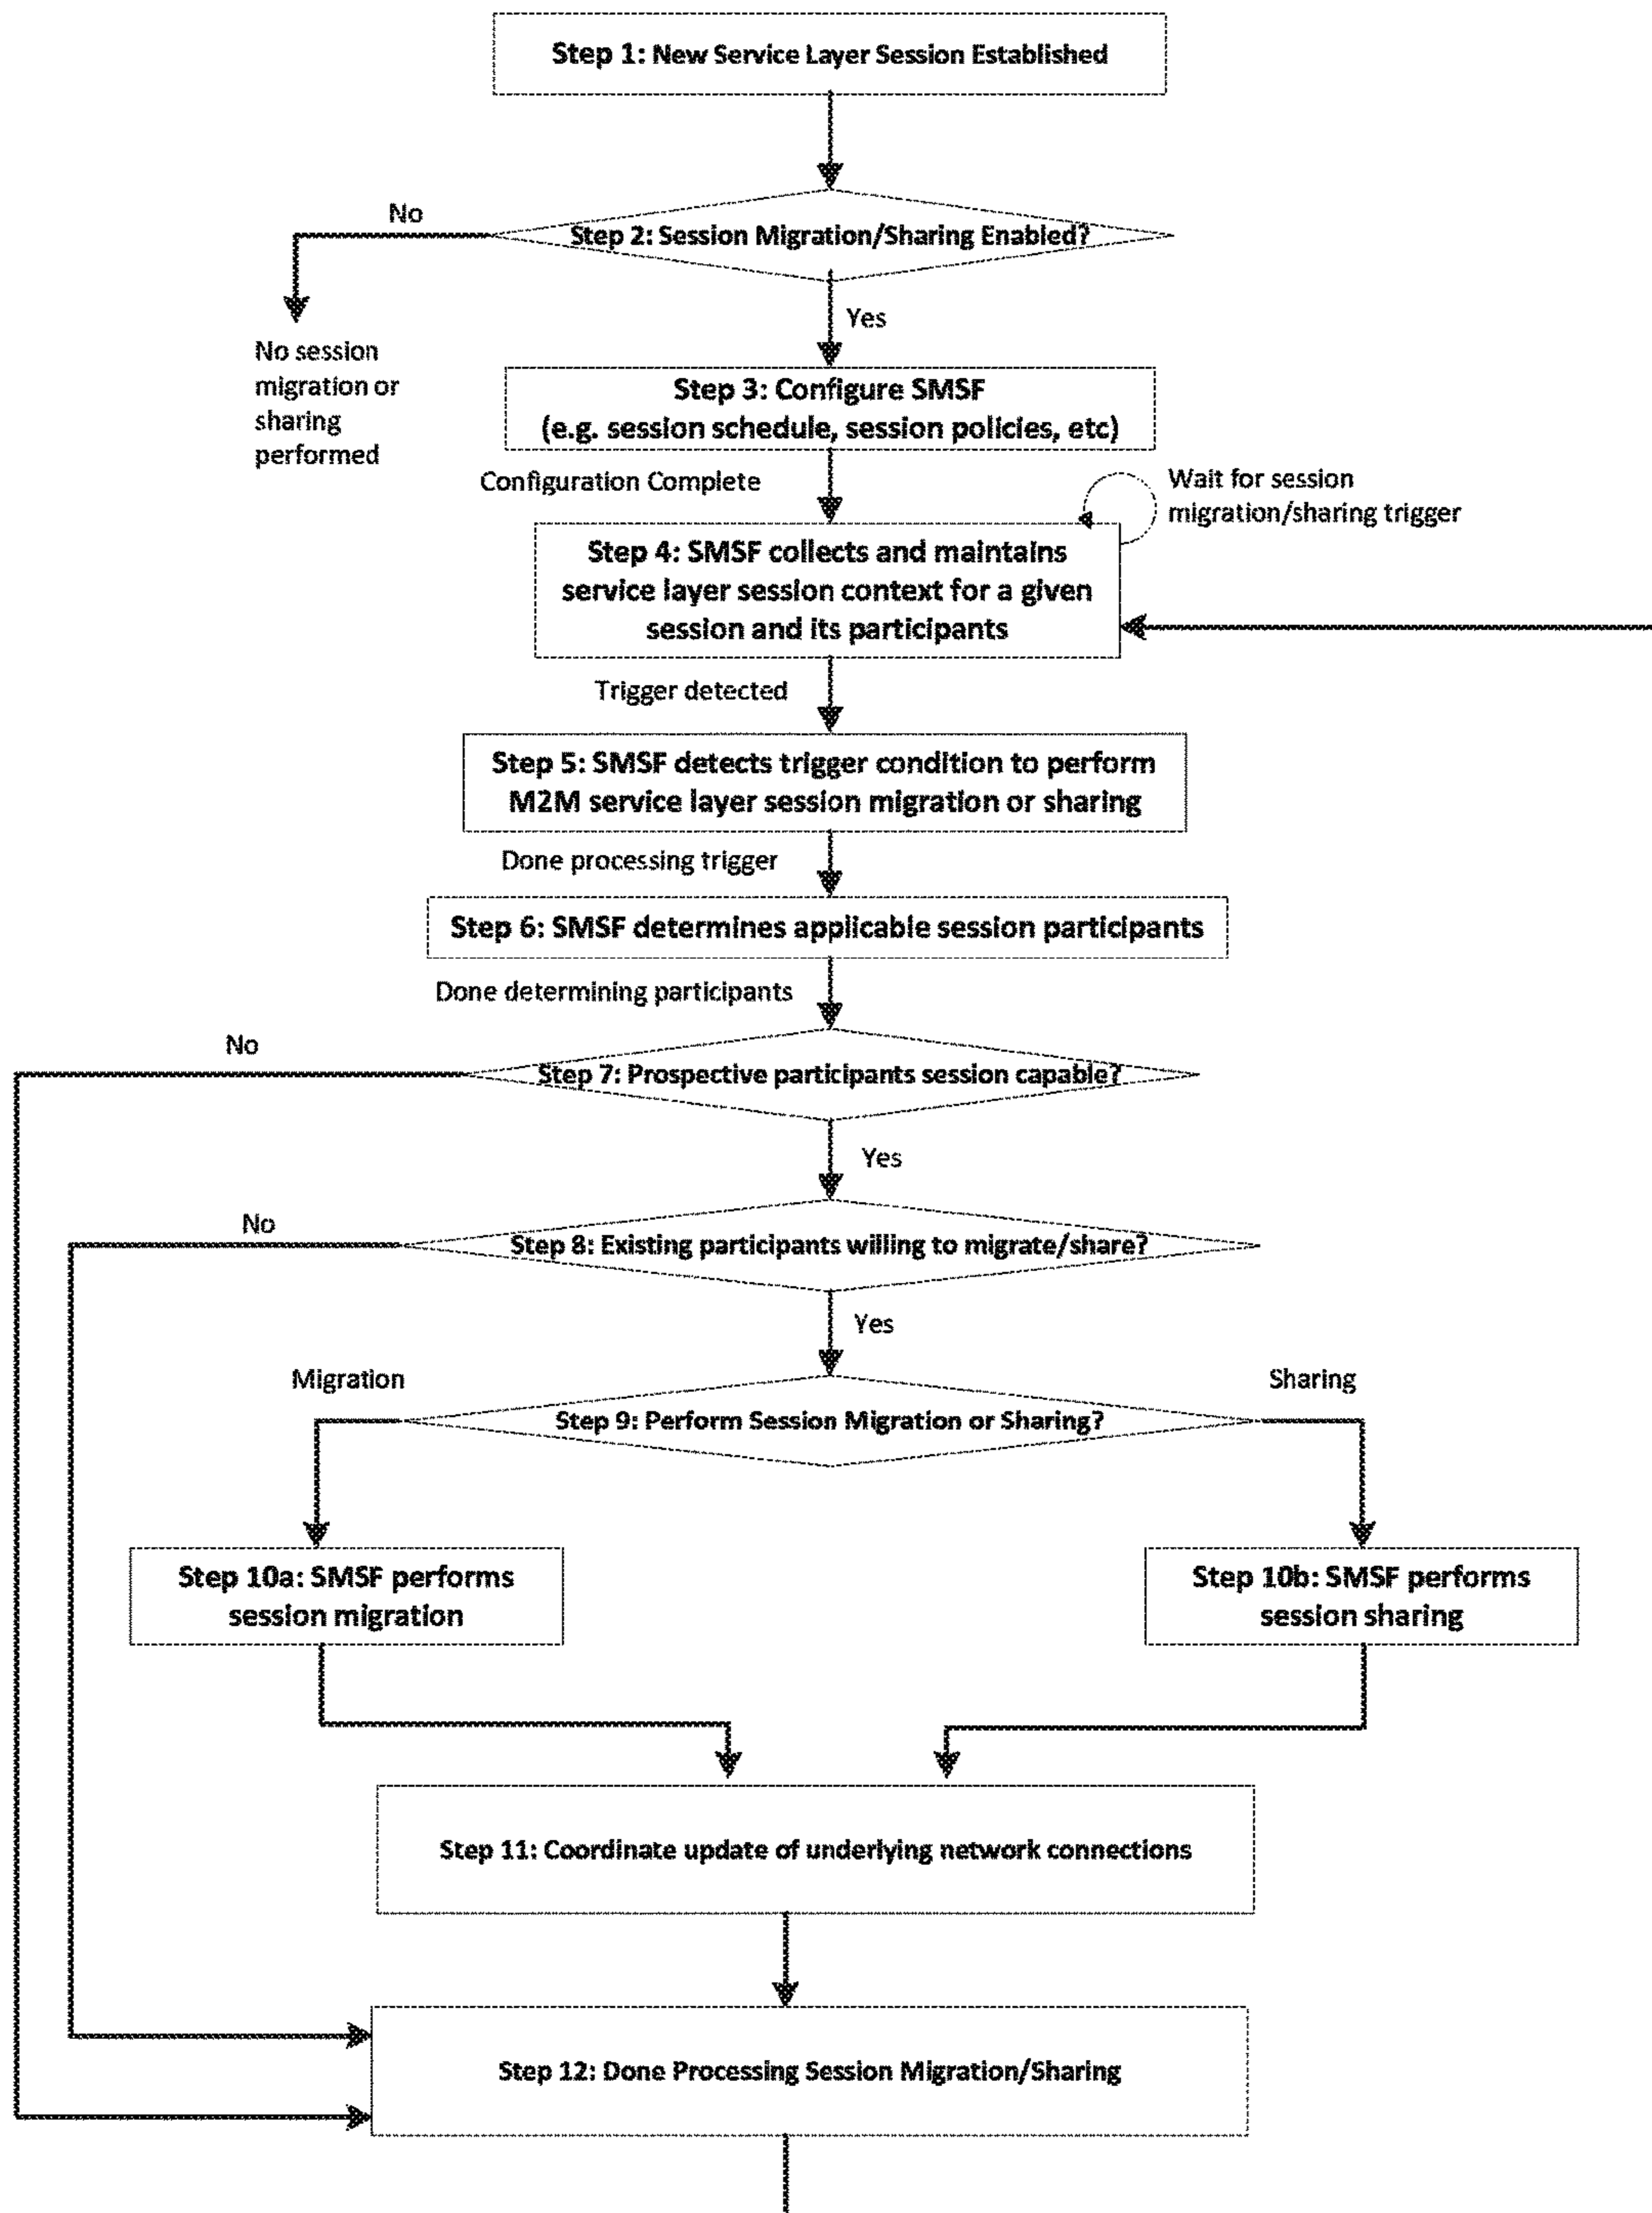 Step 1: New Service Layer Session Established
No
Step 2: Session Migration/Sharing Enabled?
Yes
No session
migration or
sharing
performed
Step 3: Configure SMSF
(e.g. session schedule, session policies, etc)
Configuration Complete
Wait for session
migration/sharing trigger
Step 4: SMSF collects and maintains
service layer session context for a given
session and its participants
Trigger detected
Step 5: SMSF detects trigger condition to perform
M2M service layer session migration or sharing
Done processing trigger
Step 6: SMSF determines applicable session participants
Done determining participants
No
Step 7: Prospective participants session capable?
Yes
No
Step 8: Existing participants willing to migrate/share?
Yes
Migration
Sharing
Step 9: Perform Session Migration or Sharing?
Step 10a: SMSF performs
session migration
Step 10b: SMSF performs
session sharing
Step 11: Coordinate update of underlying network connections
Step 12: Done Processing Session Migration/Sharing